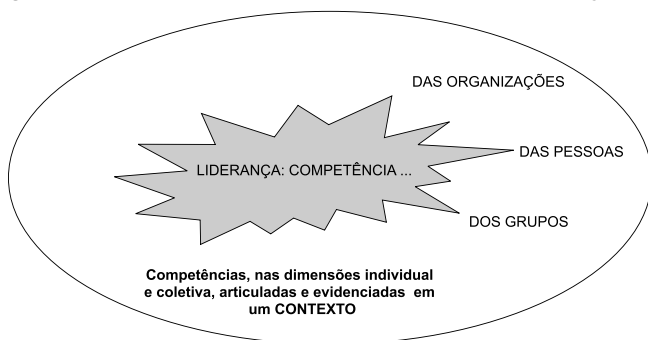 DAS ORGANIZAÇÕES
LIDERANÇA: COMPETÊNCIA ...
DAS PESSOAS
DOS GRUPOS
Competências, nas dimensões individual
e coletiva, articuladas e evidenciadas em
um CONTEXTO